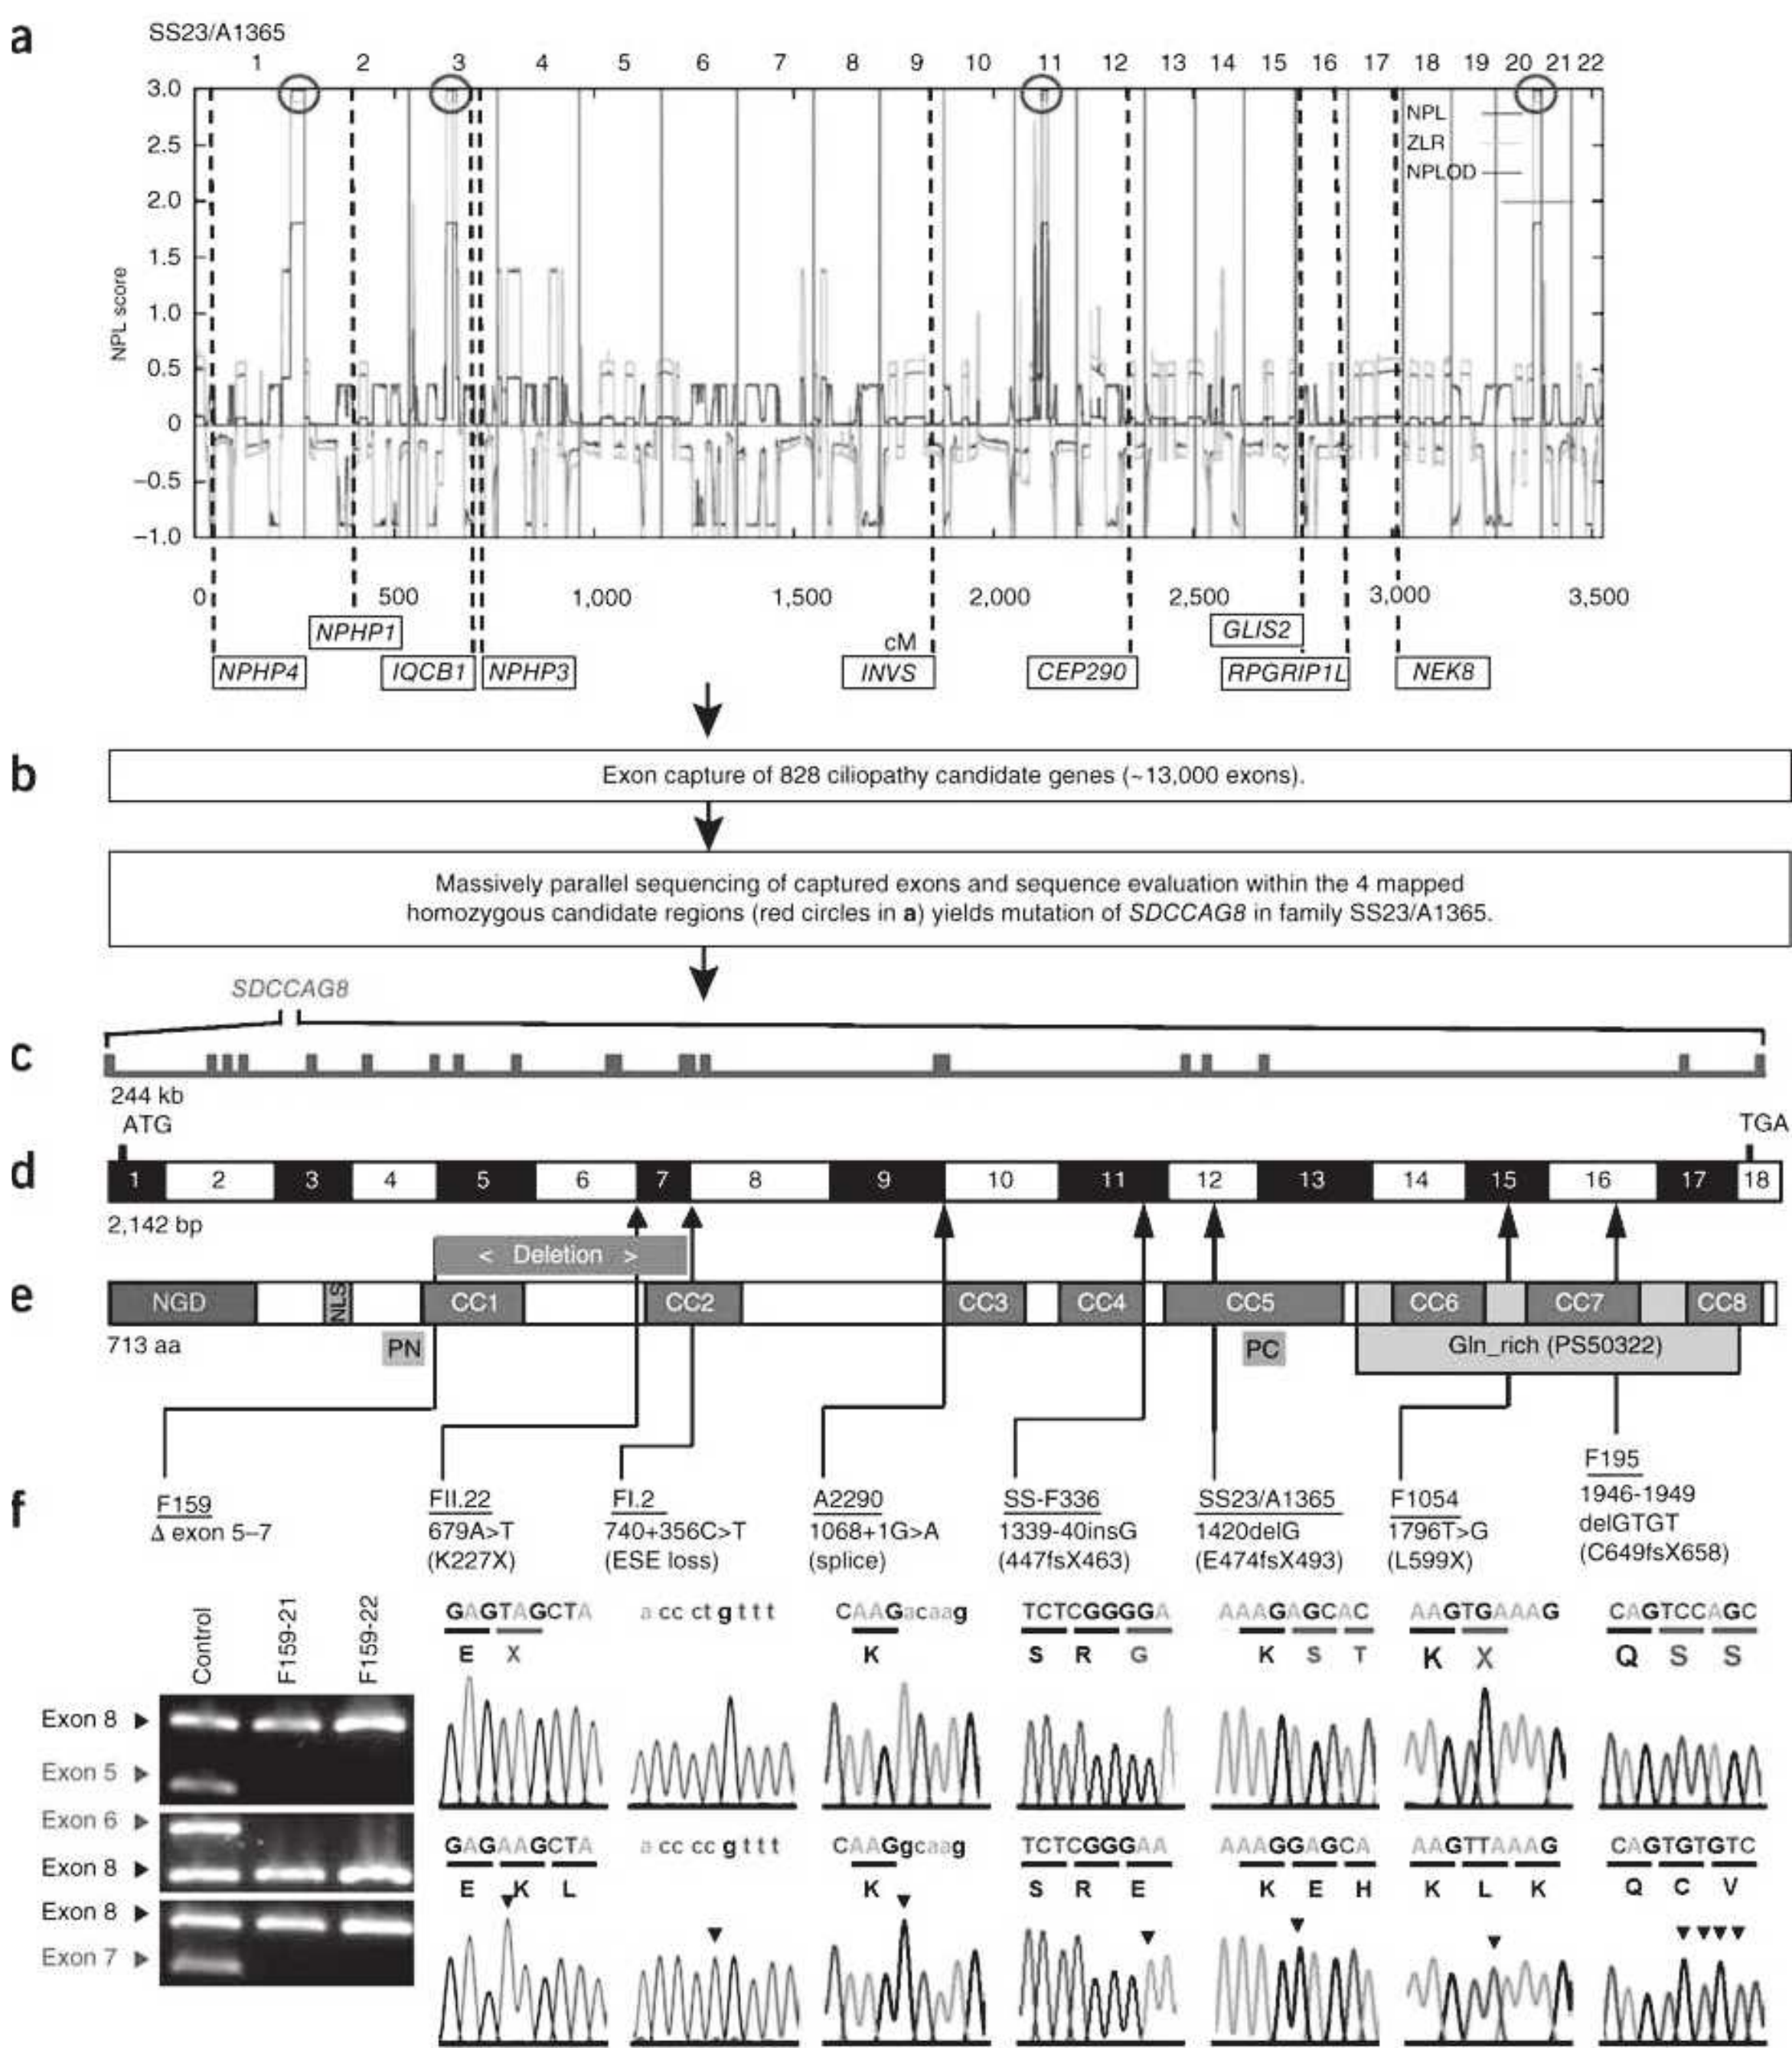 a
SS23/A1365
1 2 3 4 5 6 7 8 9 10 11 12 13 14 15 16 17 18 19 20 21 22
3.0
2.5
2.0
1.5
1.0
0.5
0
–0.5
–1.0
NPL score
NPL
ZLR
NPLOD
0 500 1,000 1,500 2,000 2,500 3,000 3,500
cM
NPHP1 GLIS2
NPHP4 IQCB1 NPHP3 INVS CEP290 RPGRIP1L NEK8
b
Exon capture of 828 ciliopathy candidate genes (~13,000 exons).
Massively parallel sequencing of captured exons and sequence evaluation within the 4 mapped
homozygous candidate regions (red circles in a) yields mutation of SDCCAG8 in family SS23/A1365.
SDCCAG8
c
244 kb
ATG TGA
d
1 2 3 4 5 6 7 8 9 10 11 12 13 14 15 16 17 18
2,142 bp
< Deletion >
e
NGD NLS CC1 CC2 CC3 CC4 CC5 CC6 CC7 CC8
713 aa PN PC Gln_rich (PS50322)
f
F159
Δ exon 5–7
FII.22
679A>T
(K227X)
FI.2
740+356C>T
(ESE loss)
A2290
1068+1G>A
(splice)
SS-F336
1339-40insG
(447fsX463)
SS23/A1365
1420delG
(E474fsX493)
F1054
1796T>G
(L599X)
F195
1946-1949
delGTGT
(C649fsX658)
Control F159-21 F159-22
Exon 8
Exon 5
Exon 6
Exon 8
Exon 8
Exon 7
GAGTAGCTA a cc ct g t t t CAAGacaag TCTCGGGGA AAAGAGCAC AAGTGAAAG CAGTCCAGC
E X K S R G K S T K X Q S S
GAGAAGCTA a cc cc g t t t CAAGgcaag TCTCGGGAA AAAGGAGCA AAGTTAAAG CAGTGTGTC
E K L K S R E K E H K L K Q C V